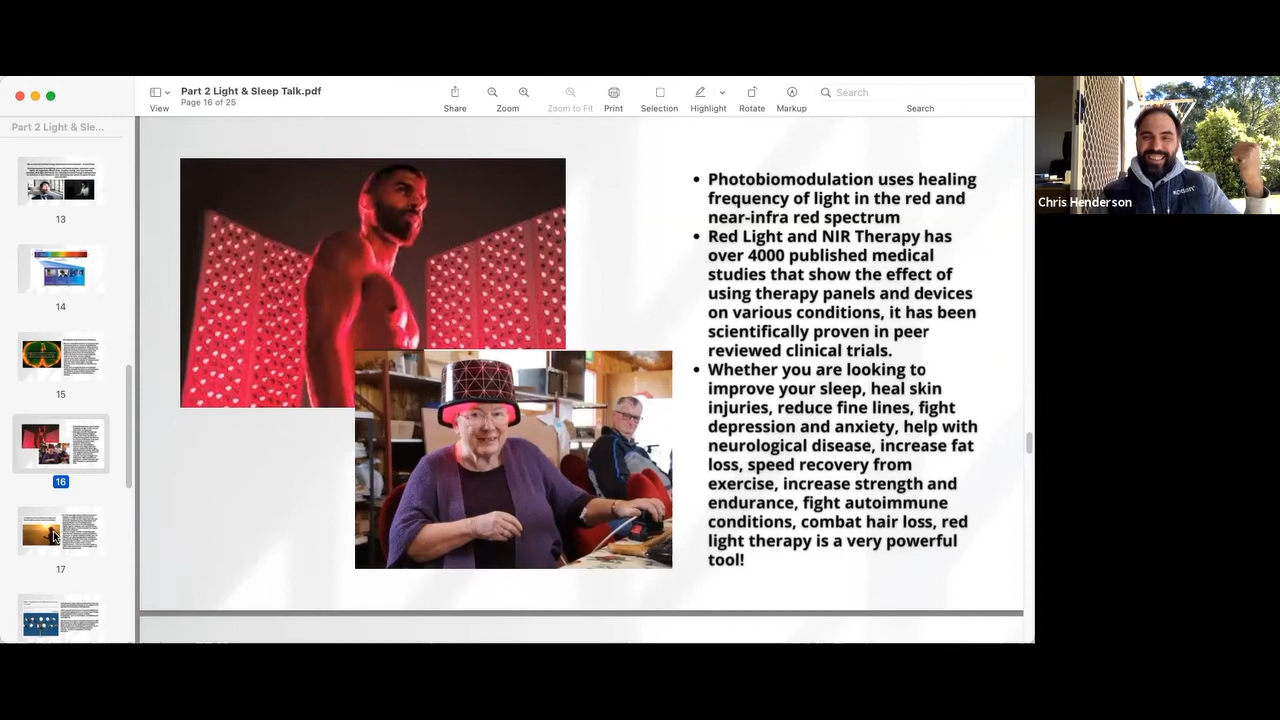 Part 2 Light & Sleep Talk.pdf
Page 16 of 25
View
Share
Zoom
Zoom to Fit
Print
Selection
Highlight
Rotate
Markup
Search
Search
Part 2 Light & Sle...
13
14
15
16
17
• Photobiomodulation uses healing
frequency of light in the red and
near-infra red spectrum
• Red Light and NIR Therapy has
over 4000 published medical
studies that show the effect of
using therapy panels and devices
on various conditions, it has been
scientifically proven in peer
reviewed clinical trials.
• Whether you are looking to
improve your sleep, heal skin
injuries, reduce fine lines, fight
depression and anxiety, help with
neurological disease, increase fat
loss, speed recovery from
exercise, increase strength and
endurance, fight autoimmune
conditions, combat hair loss, red
light therapy is a very powerful
tool!
Chris Henderson